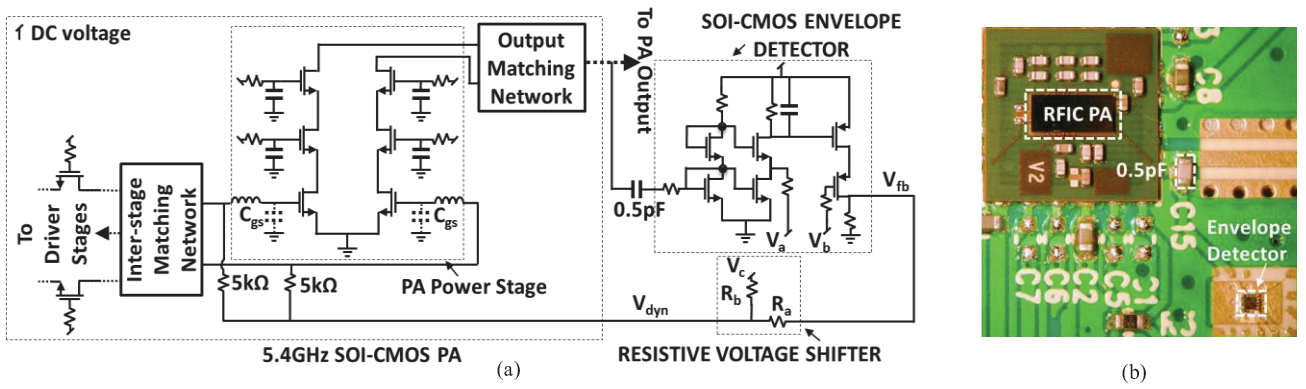 DC voltage
To
Driver
Stages
Inter-stage
Matching
Network
Cgs
Cgs
5kΩ
5kΩ
PA Power Stage
Output
Matching
Network
To PA Output
SOI-CMOS ENVELOPE
DETECTOR
0.5pF
Va
Vb
Vfb
Vc
Rb
Ra
Vdyn
RESISTIVE VOLTAGE SHIFTER
5.4GHz SOI-CMOS PA
(a)
RFIC PA
V2
0.5pF
C8
C15
Envelope
Detector
C7
C6
C2
C5
C1
(b)